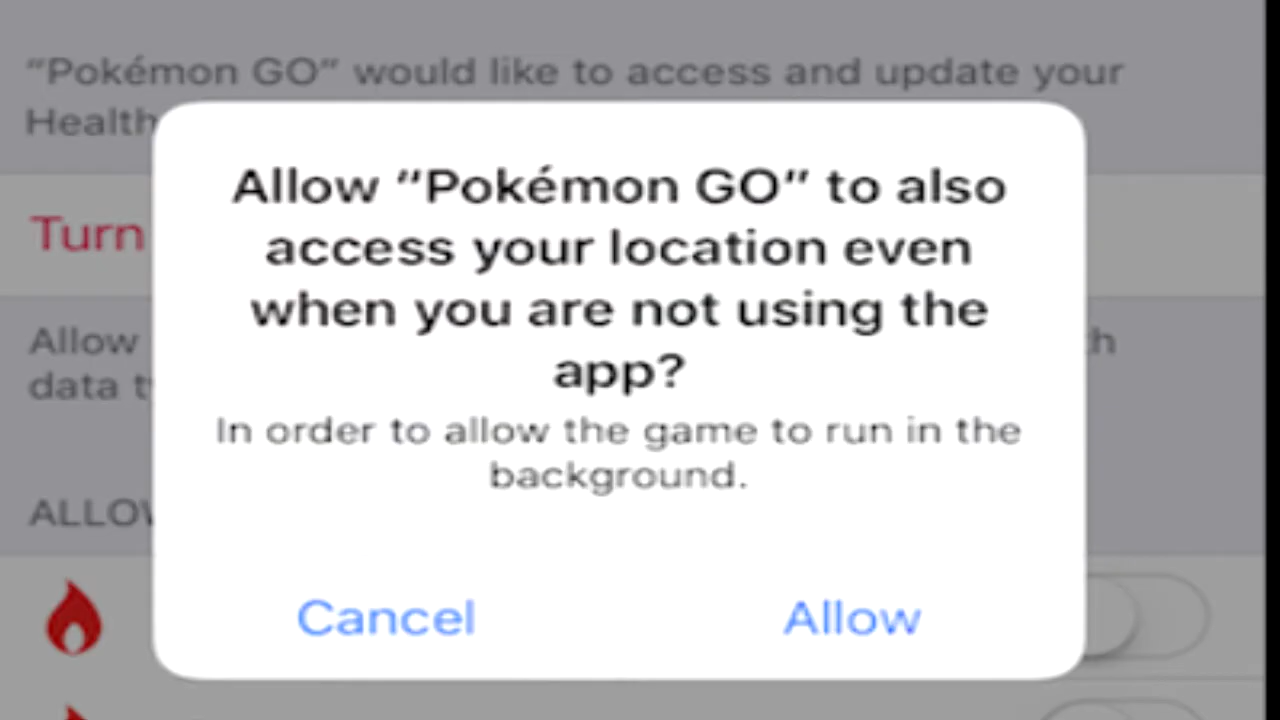 “Pokémon GO” would like to access and update your
Health
Allow “Pokémon GO” to also
access your location even
when you are not using the
app?
In order to allow the game to run in the
background.
Turn
Allow
data
Cancel
Allow